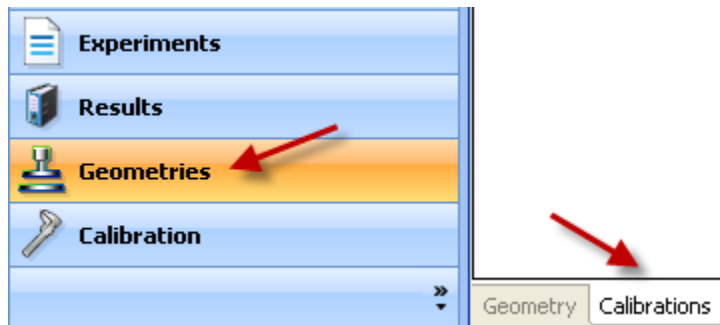 Experiments
Results
Geometries
Calibration
Geometry Calibrations